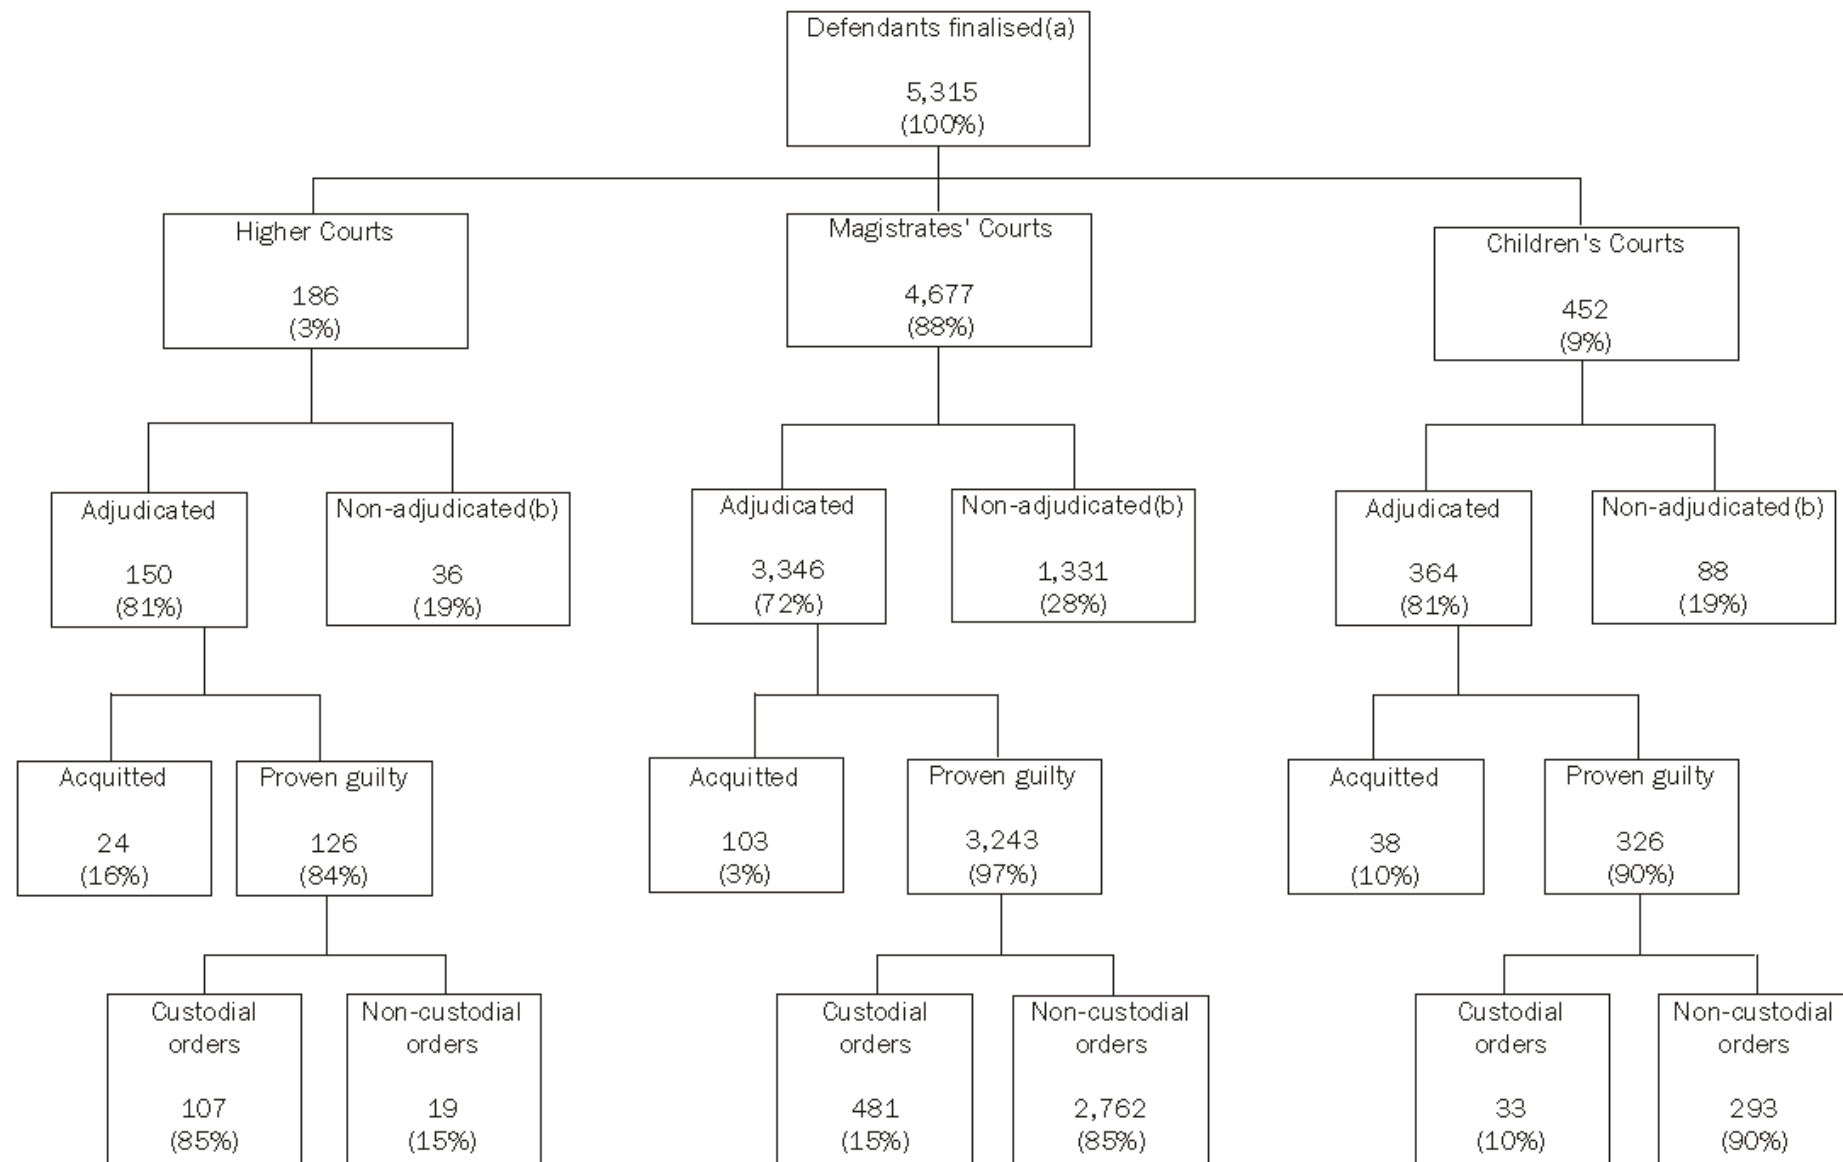 Defendants finalised(a)
5,315
(100%)
Higher Courts
186
(3%)
Magistrates' Courts
4,677
(88%)
Children's Courts
452
(9%)
Adjudicated
150
(81%)
Non-adjudicated(b)
36
(19%)
Adjudicated
3,346
(72%)
Non-adjudicated(b)
1,331
(28%)
Adjudicated
364
(81%)
Non-adjudicated(b)
88
(19%)
Acquitted
24
(16%)
Proven guilty
126
(84%)
Acquitted
103
(3%)
Proven guilty
3,243
(97%)
Acquitted
38
(10%)
Proven guilty
326
(90%)
Custodial
orders
107
(85%)
Non-custodial
orders
19
(15%)
Custodial
orders
481
(15%)
Non-custodial
orders
2,762
(85%)
Custodial
orders
33
(10%)
Non-custodial
orders
293
(90%)